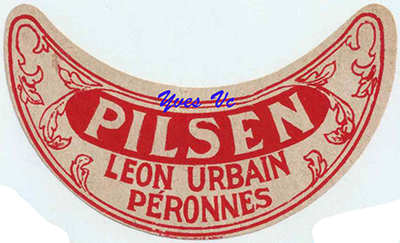 Yves Vc
PILSEN
LEON URBAIN
PÉRONNES